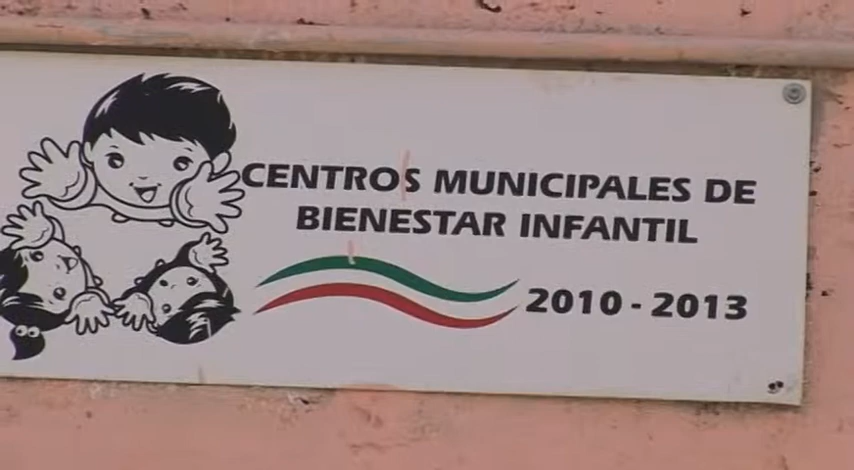 CENTROS MUNICIPALES DE
BIENESTAR INFANTIL
2010 - 2013